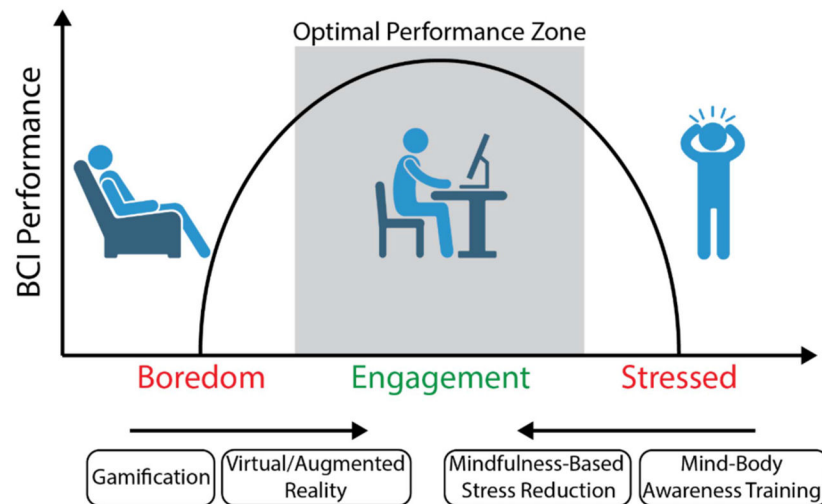 Optimal Performance Zone
BCI Performance
Boredom
Engagement
Stressed
Gamification
Virtual/Augmented
Reality
Mindfulness-Based
Stress Reduction
Mind-Body
Awareness Training